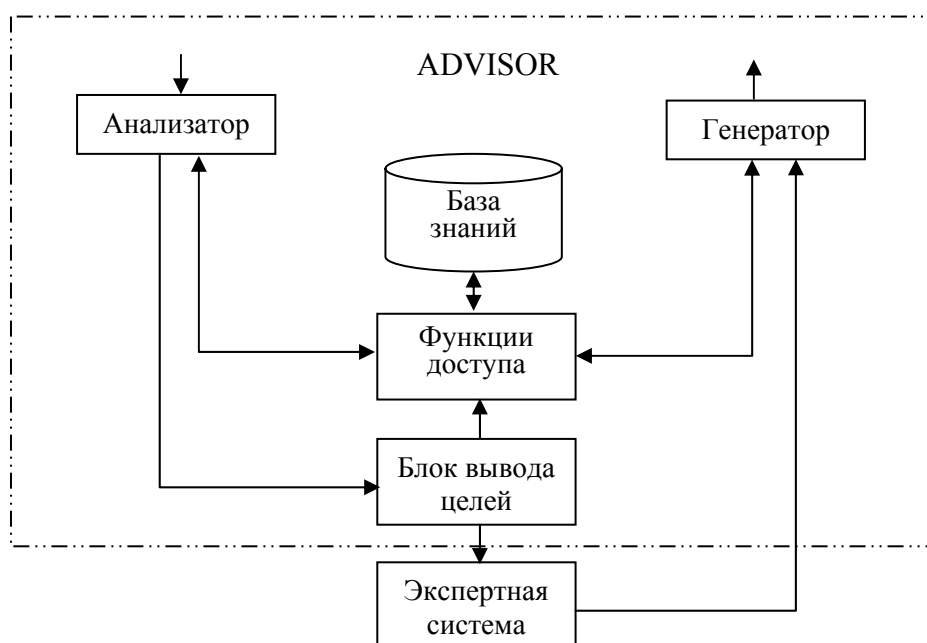 ADVISOR
Анализатор
Генератор
База
знаний
Функции
доступа
Блок вывода
целей
Экспертная
система